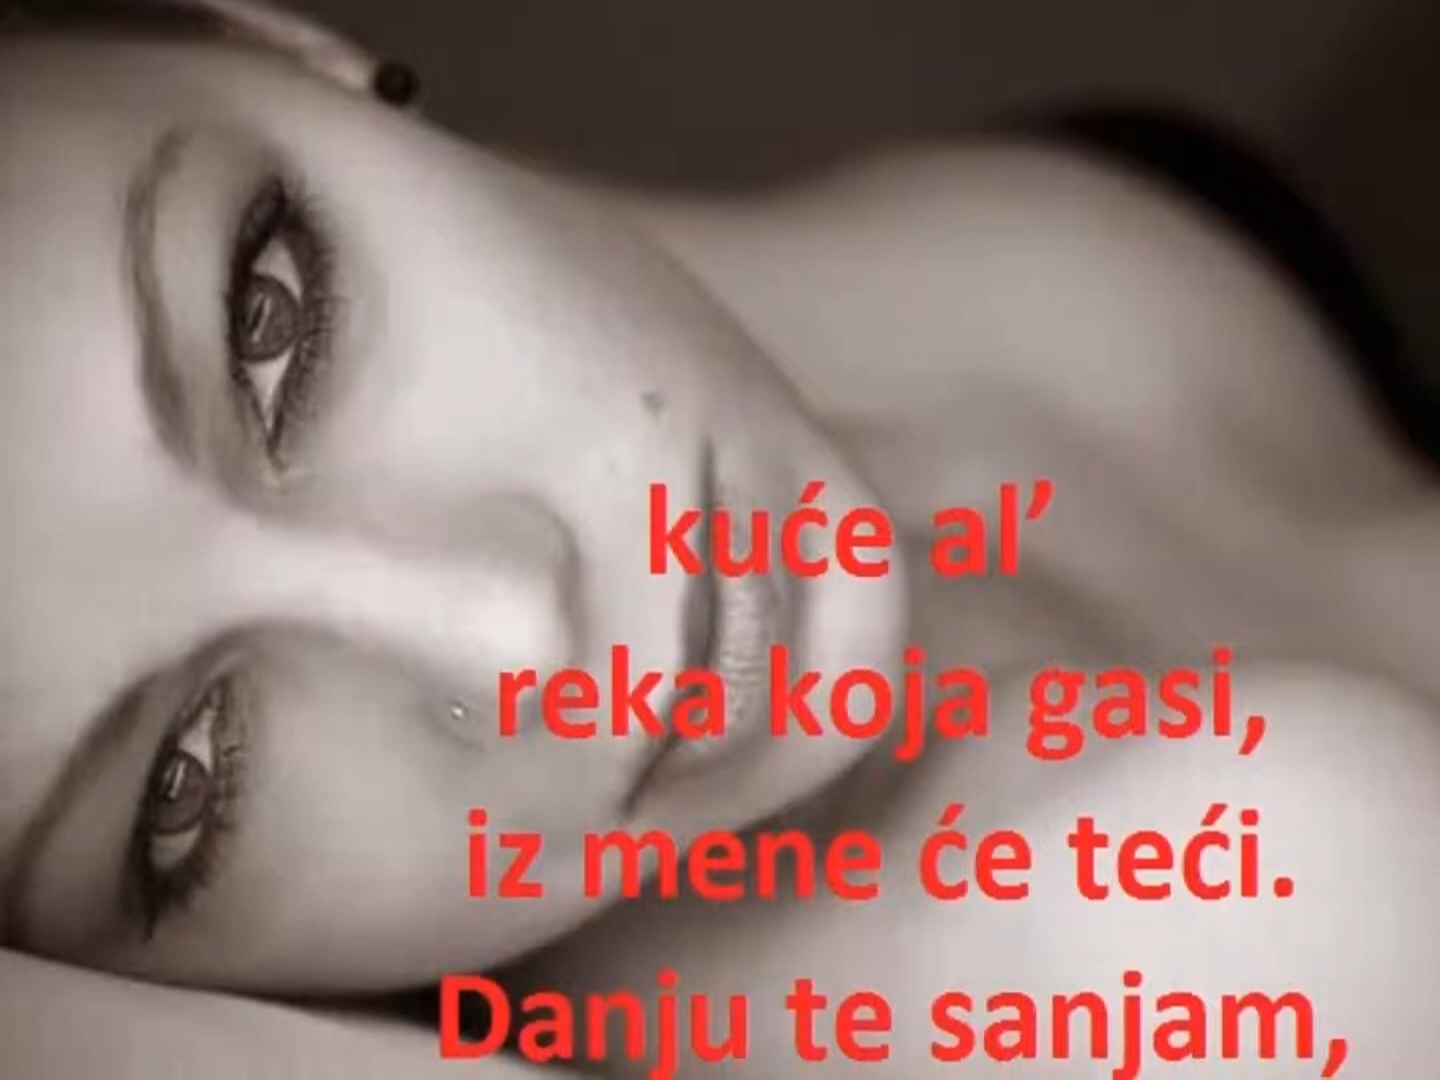 kuće al’
reka koja gasi,
iz mene će teći.
Danju te sanjam,